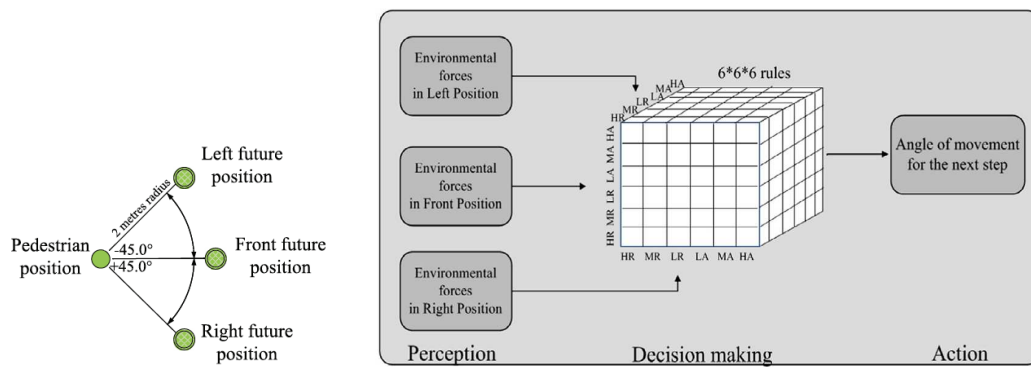 Left future
position
2 metres radius
Pedestrian
position
-45.0°
+45.0°
Front future
position
Right future
position
Environmental
forces
in Left Position
Environmental
forces
in Front Position
Environmental
forces
in Right Position
6*6*6 rules
HR MR LR LA MA HA
HR MR LR LA MA HA
HR MR LR LA MA HA
Angle of movement
for the next step
Perception
Decision making
Action